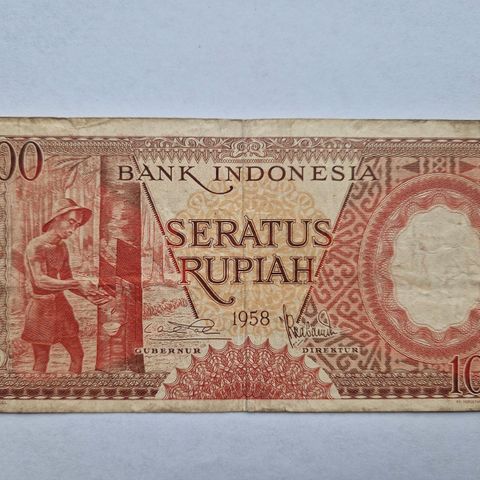 00
BANK INDONESIA
SERATUS
RUPIAH
1958
GUBERNUR
DIREKTUR
10